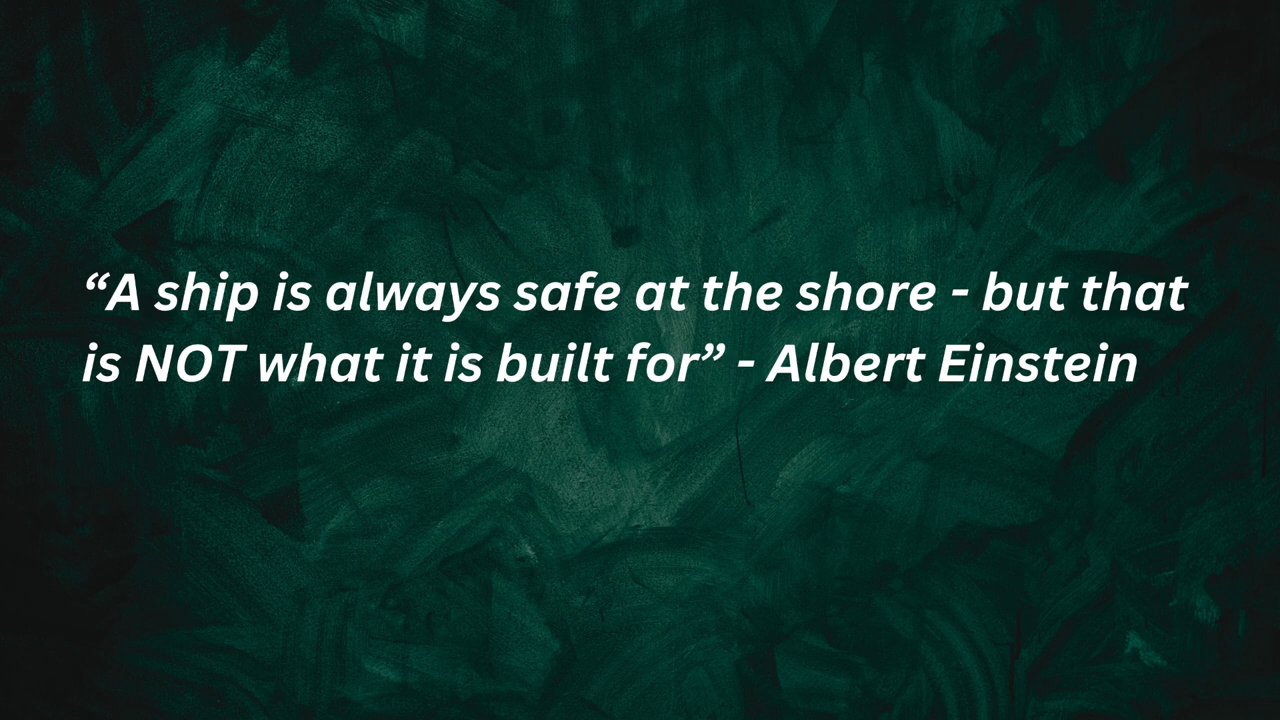 “A ship is always safe at the shore - but that
is NOT what it is built for” - Albert Einstein